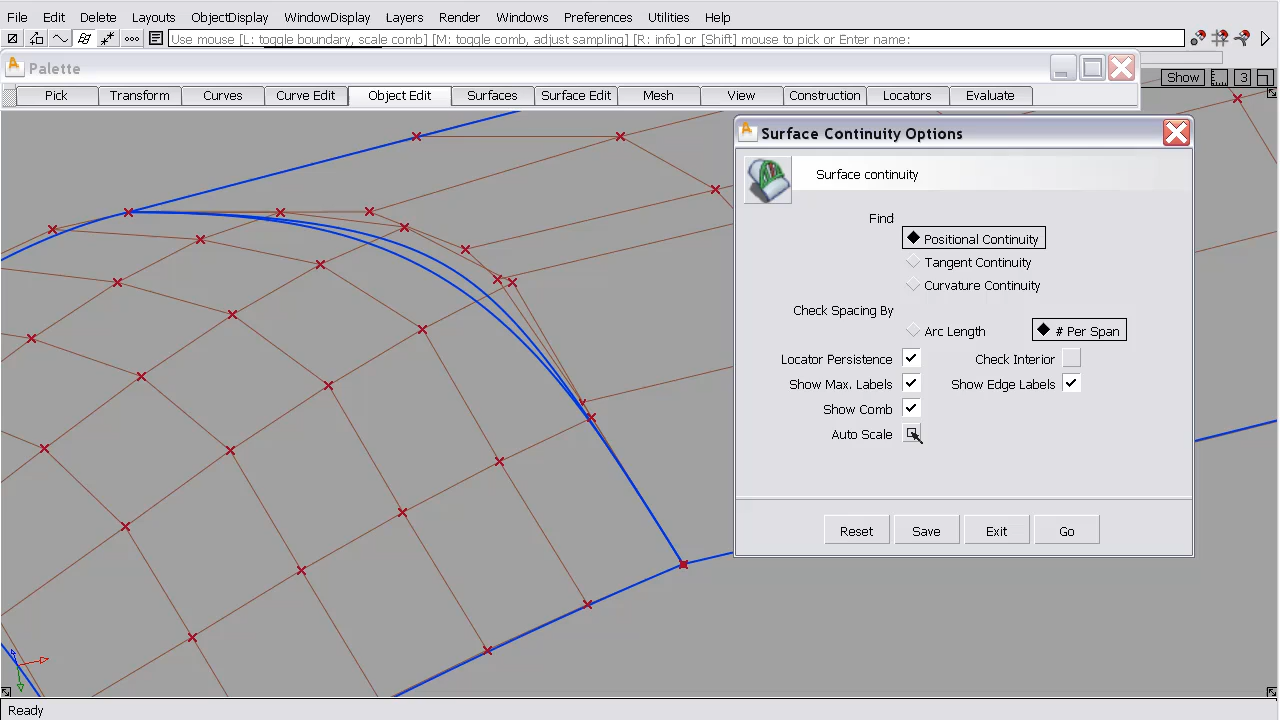 File Edit Delete Layouts ObjectDisplay WindowDisplay Layers Render Windows Preferences Utilities Help
Use mouse [L: toggle boundary, scale comb] [M: toggle comb, adjust sampling] [R: info] or [Shift] mouse to pick or Enter name:
Palette
Show 3
Pick Transform Curves Curve Edit Object Edit Surfaces Surface Edit Mesh View Construction Locators Evaluate
Surface Continuity Options
Surface continuity
Find
Positional Continuity
Tangent Continuity
Curvature Continuity
Check Spacing By
Arc Length # Per Span
Locator Persistence Check Interior
Show Max. Labels Show Edge Labels
Show Comb
Auto Scale
Reset Save Exit Go
Ready